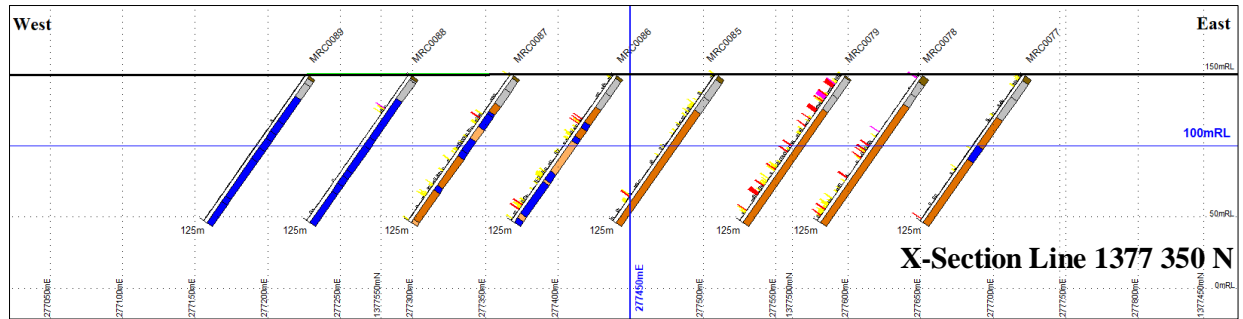 West
East
MRC0089
MRC0088
MRC0087
MRC0086
MRC0085
MRC0079
MRC0078
MRC0077
150mRL
100mRL
50mRL
125m
125m
125m
125m
125m
125m
125m
125m
X-Section Line 1377 350 N
0mRL
277050mE
277100mE
277150mE
277200mE
277250mE
1377550mN
277300mE
277350mE
277400mE
277450mE
277500mE
277550mE
1377500mN
277600mE
277650mE
277700mE
277750mE
277800mE
1377450mN